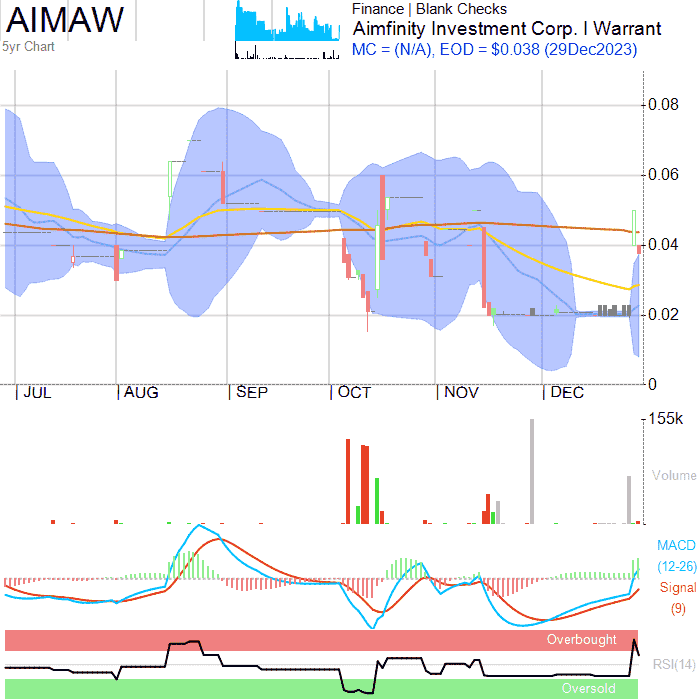 AIMAW
5yr Chart
Finance | Blank Checks
Aimfinity Investment Corp. I Warrant
MC = (N/A), EOD = $0.038 (29Dec2023)
0.08
0.06
0.04
0.02
0
JUL AUG SEP OCT NOV DEC
155k
Volume
MACD
(12-26)
Signal
(9)
Overbought
RSI(14)
Oversold